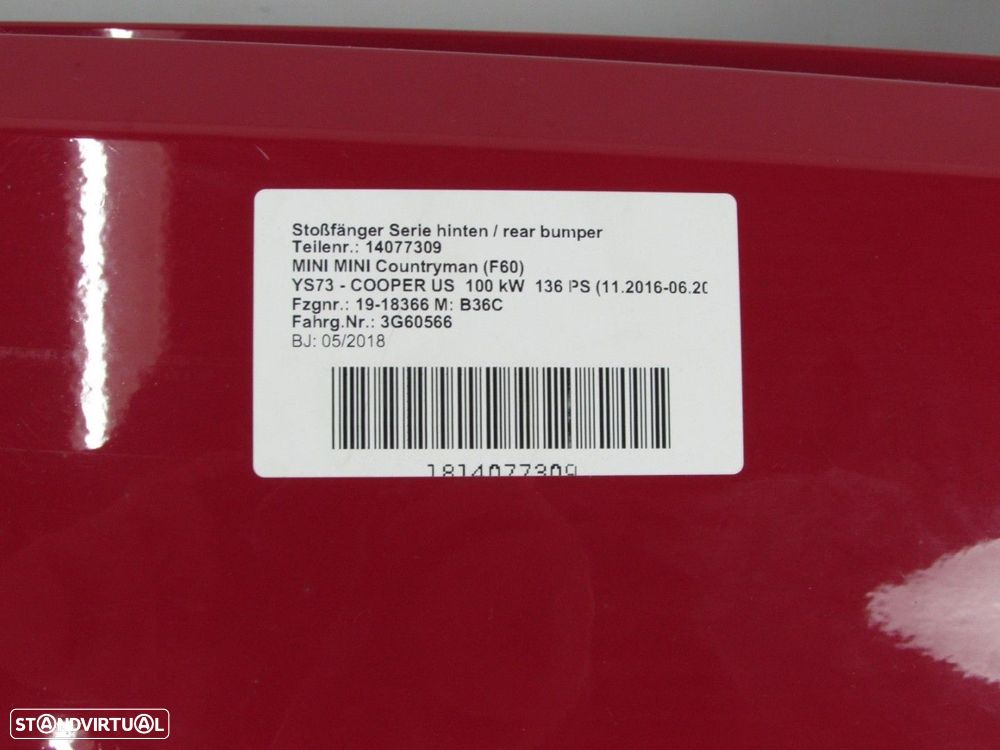 Stoßfänger Serie hinten / rear bumper
Teilenr.: 14077309
MINI MINI Countryman (F60)
YS73 - COOPER US 100 kW 136 PS (11.2016-06.20
Fzgnr.: 19-18366 M: B36C
Fahrg.Nr.: 3G60566
BJ: 05/2018
1814077309
STANDVIRTUAL